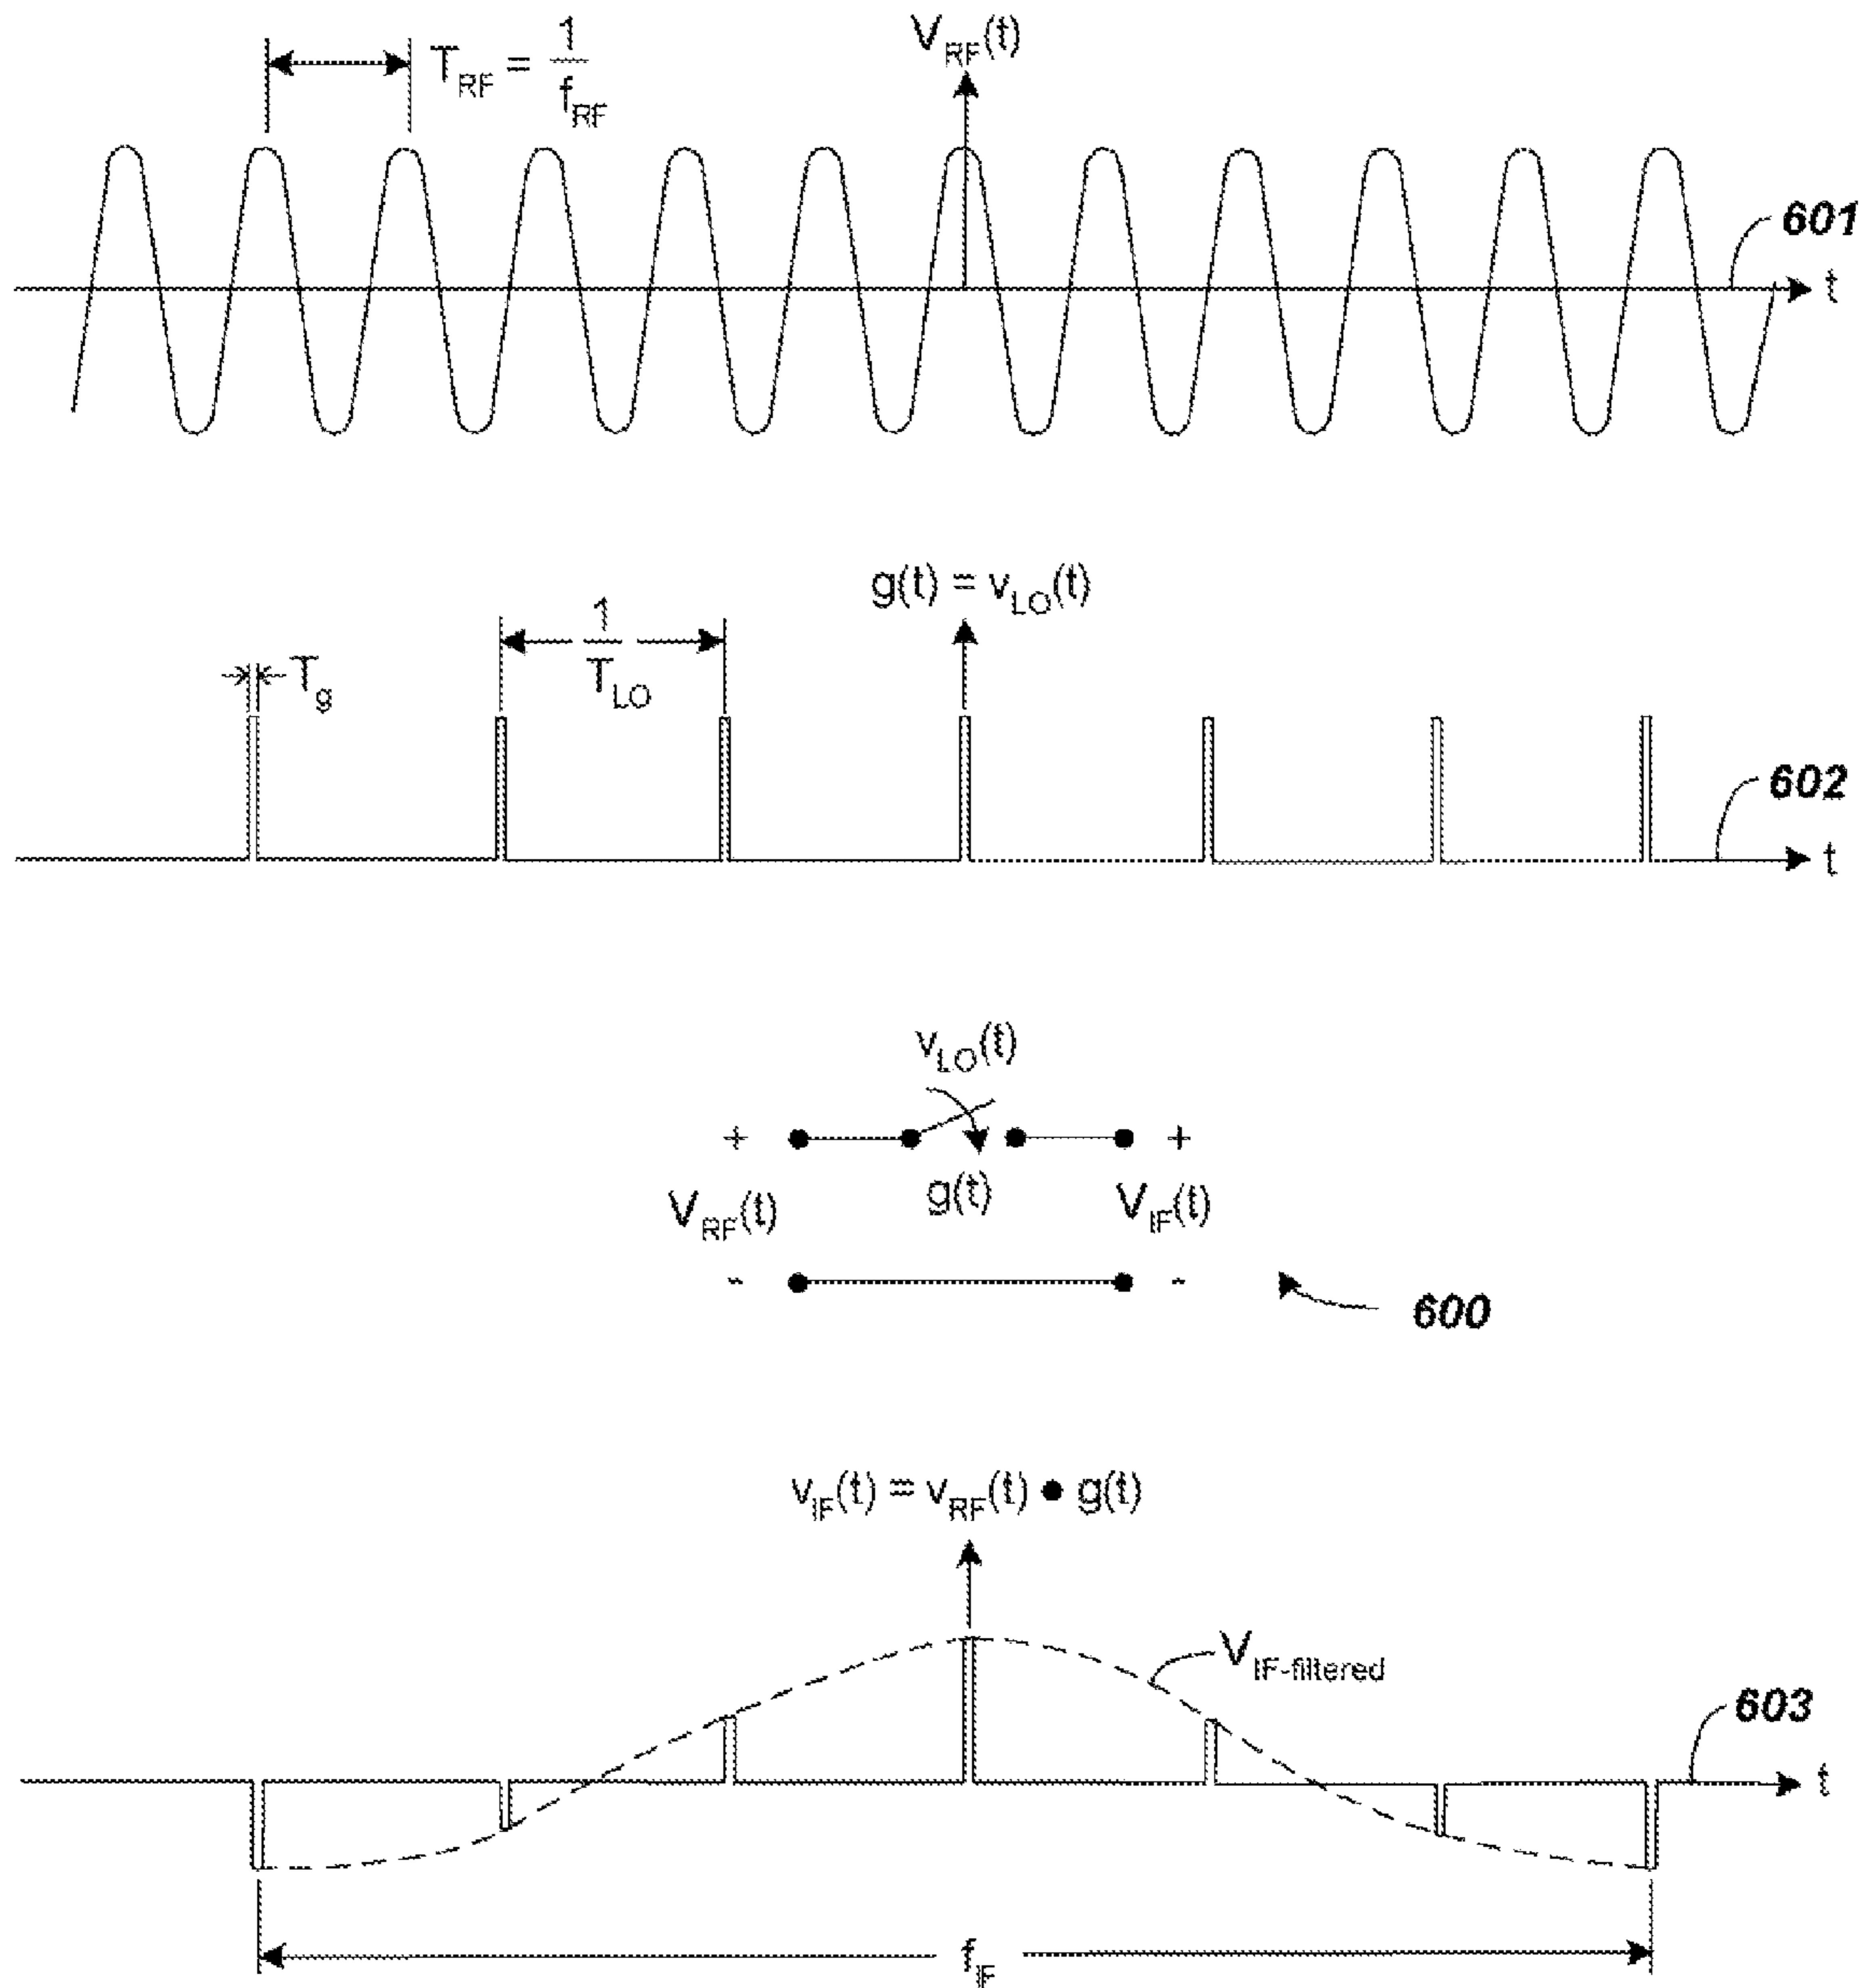 V_RF(t)
T_RF = 1/f_RF
601
t
g(t) = v_LO(t)
1/T_LO
T_g
602
t
v_LO(t)
+ +
V_RF(t) g(t) V_IF(t)
- -
600
v_IF(t) = v_RF(t) • g(t)
V_IF-filtered
603
t
f_IF